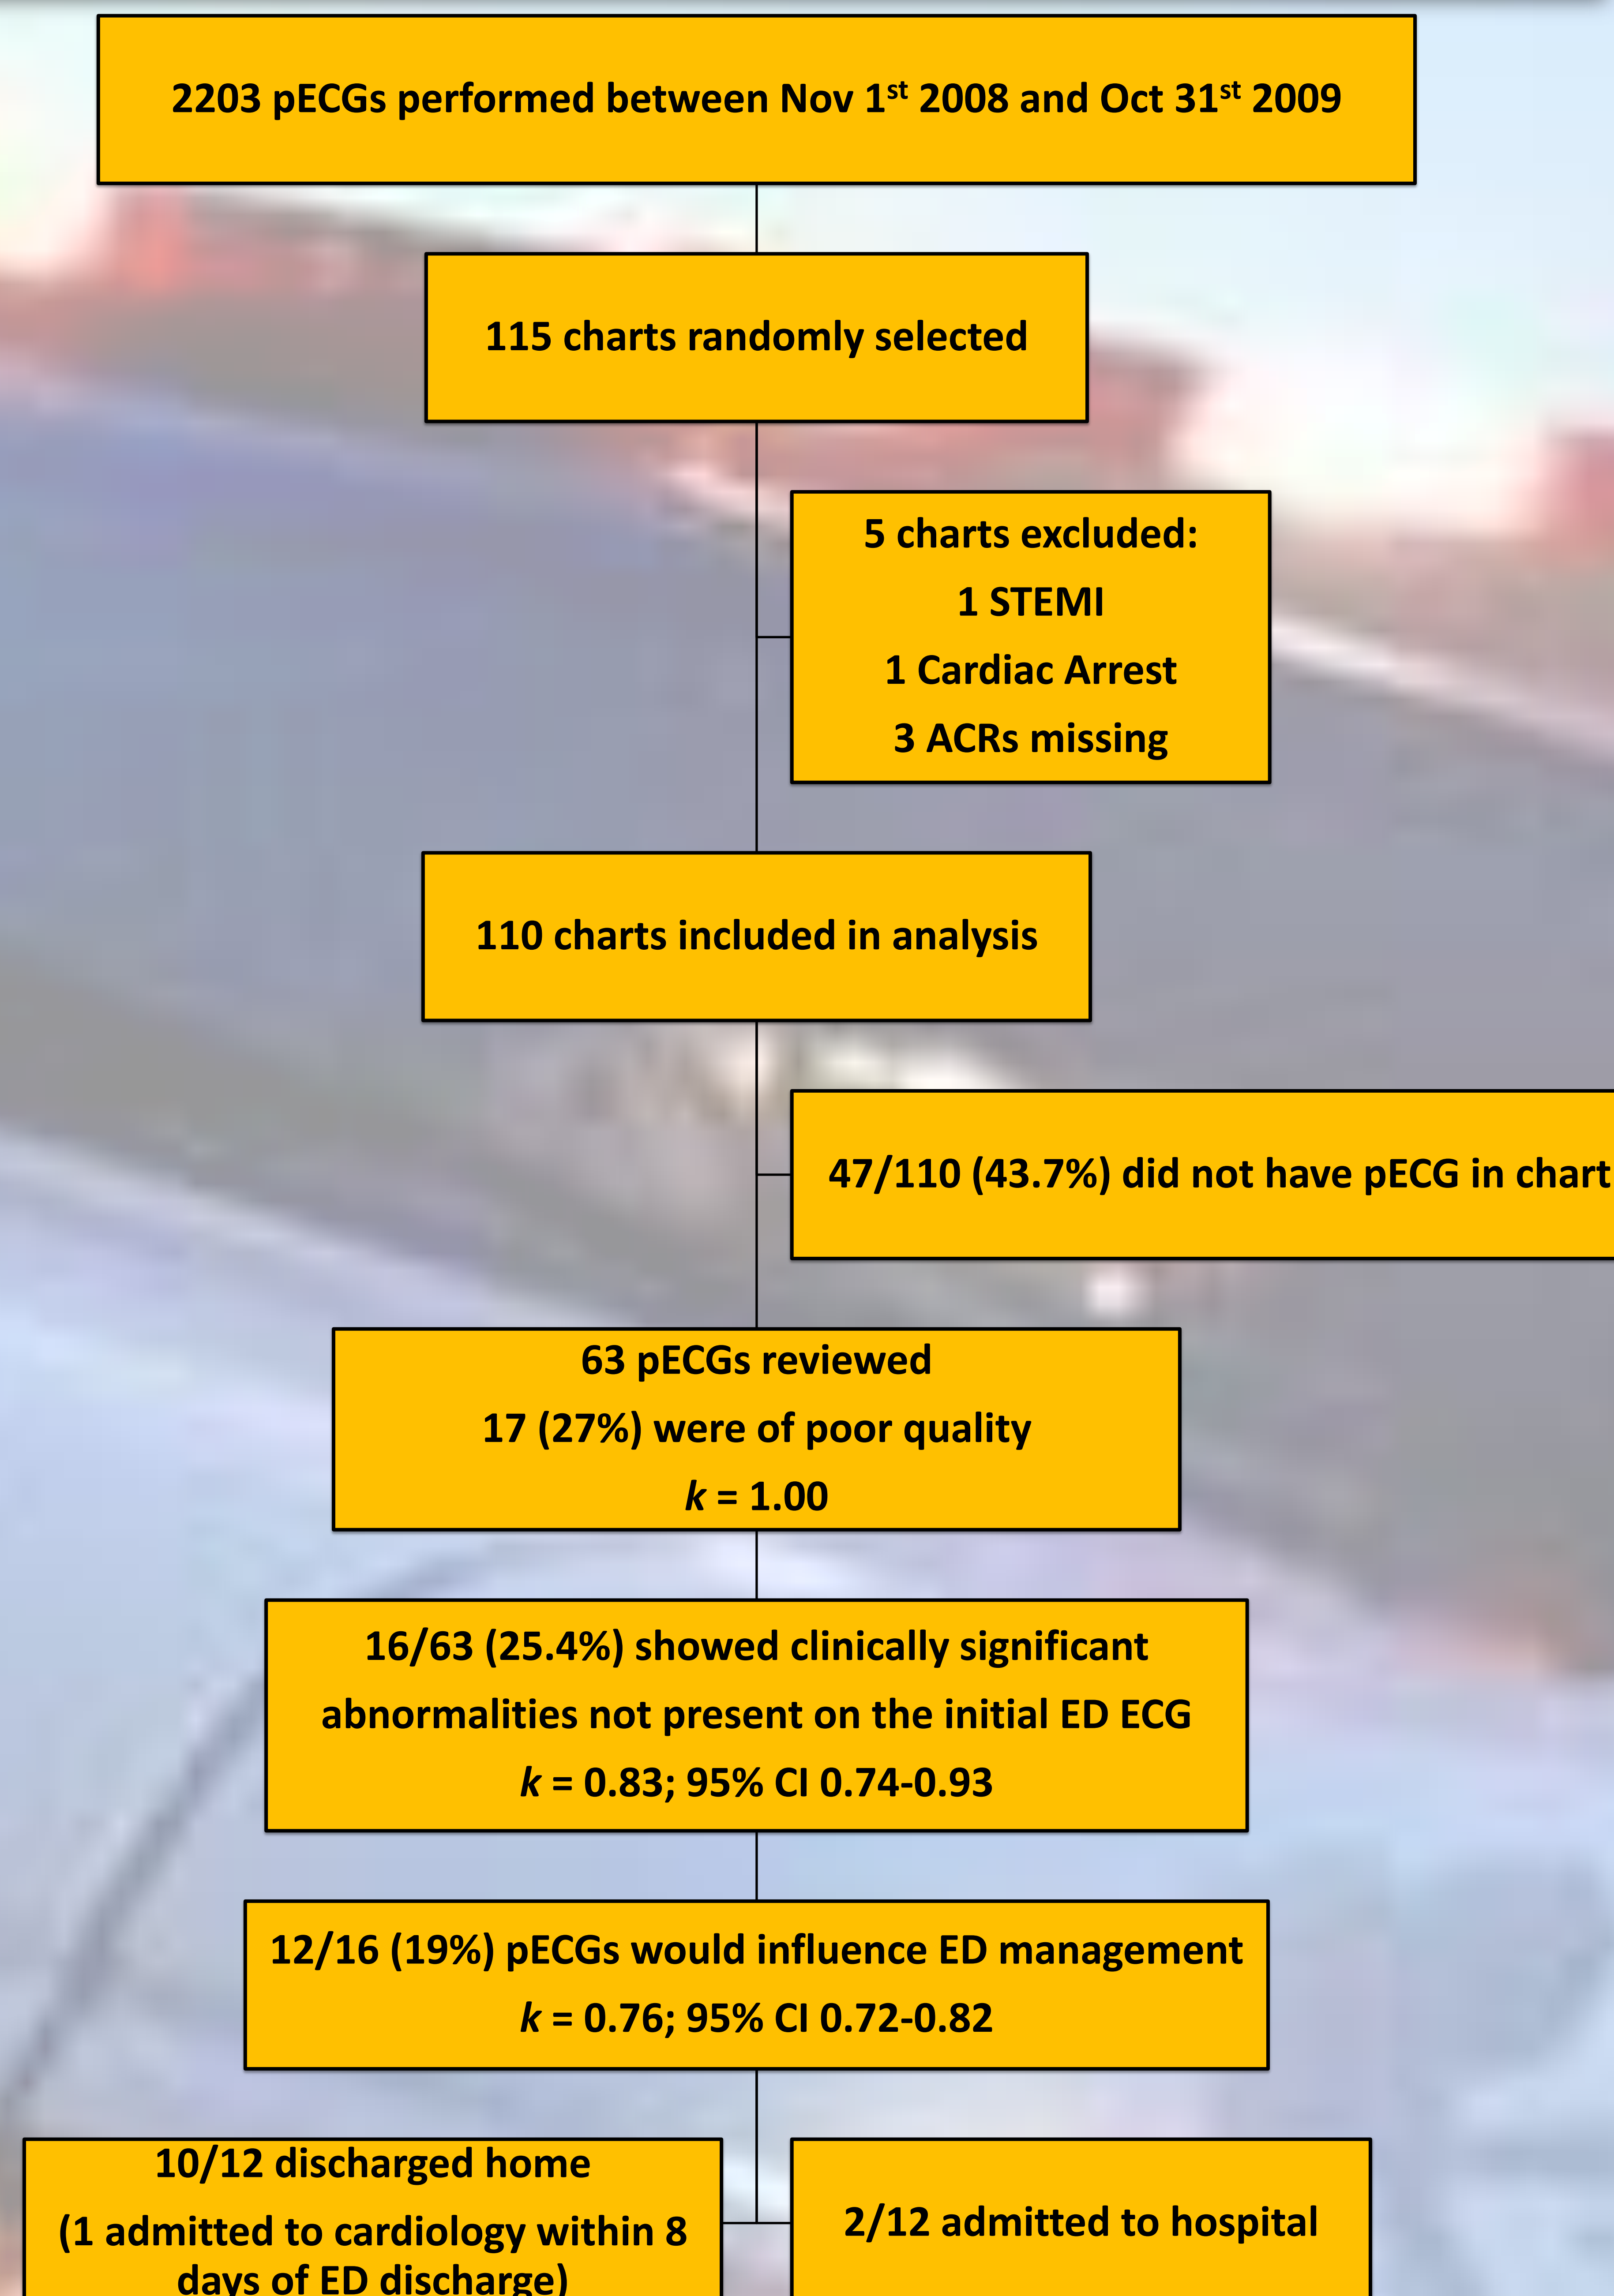 2203 pECGs performed between Nov 1st 2008 and Oct 31st 2009
115 charts randomly selected
5 charts excluded:
1 STEMI
1 Cardiac Arrest
3 ACRs missing
110 charts included in analysis
47/110 (43.7%) did not have pECG in chart
63 pECGs reviewed
17 (27%) were of poor quality
k = 1.00
16/63 (25.4%) showed clinically significant
abnormalities not present on the initial ED ECG
k = 0.83; 95% CI 0.74-0.93
12/16 (19%) pECGs would influence ED management
k = 0.76; 95% CI 0.72-0.82
10/12 discharged home
(1 admitted to cardiology within 8
days of ED discharge)
2/12 admitted to hospital